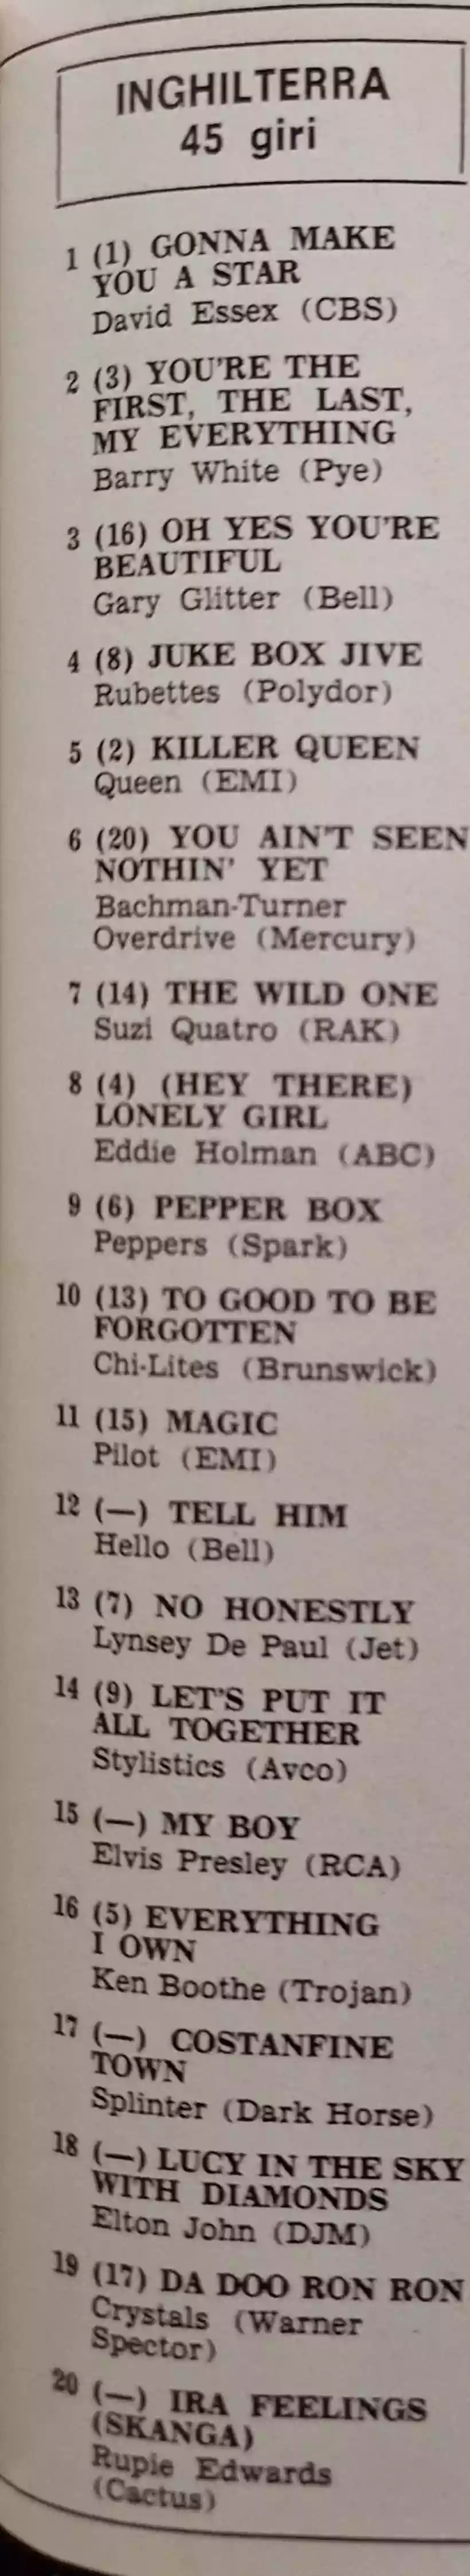 INGHILTERRA
45 giri
1 (1) GONNA MAKE
YOU A STAR
David Essex (CBS)
2 (3) YOU'RE THE
FIRST, THE LAST,
MY EVERYTHING
Barry White (Pye)
3 (16) OH YES YOU'RE
BEAUTIFUL
Gary Glitter (Bell)
4 (8) JUKE BOX JIVE
Rubettes (Polydor)
5 (2) KILLER QUEEN
Queen (EMI)
6 (20) YOU AIN'T SEEN
NOTHIN' YET
Bachman-Turner
Overdrive (Mercury)
7 (14) THE WILD ONE
Suzi Quatro (RAK)
8 (4) (HEY THERE)
LONELY GIRL
Eddie Holman (ABC)
9 (6) PEPPER BOX
Peppers (Spark)
10 (13) TO GOOD TO BE
FORGOTTEN
Chi-Lites (Brunswick)
11 (15) MAGIC
Pilot (EMI)
12 (—) TELL HIM
Hello (Bell)
13 (7) NO HONESTLY
Lynsey De Paul (Jet)
14 (9) LET'S PUT IT
ALL TOGETHER
Stylistics (Avco)
15 (—) MY BOY
Elvis Presley (RCA)
16 (5) EVERYTHING
I OWN
Ken Boothe (Trojan)
17 (—) COSTANFINE
TOWN
Splinter (Dark Horse)
18 (—) LUCY IN THE SKY
WITH DIAMONDS
Elton John (DJM)
19 (17) DA DOO RON RON
Crystals (Warner
Spector)
20 (—) IRA FEELINGS
(SKANGA)
Rupie Edwards
(Cactus)